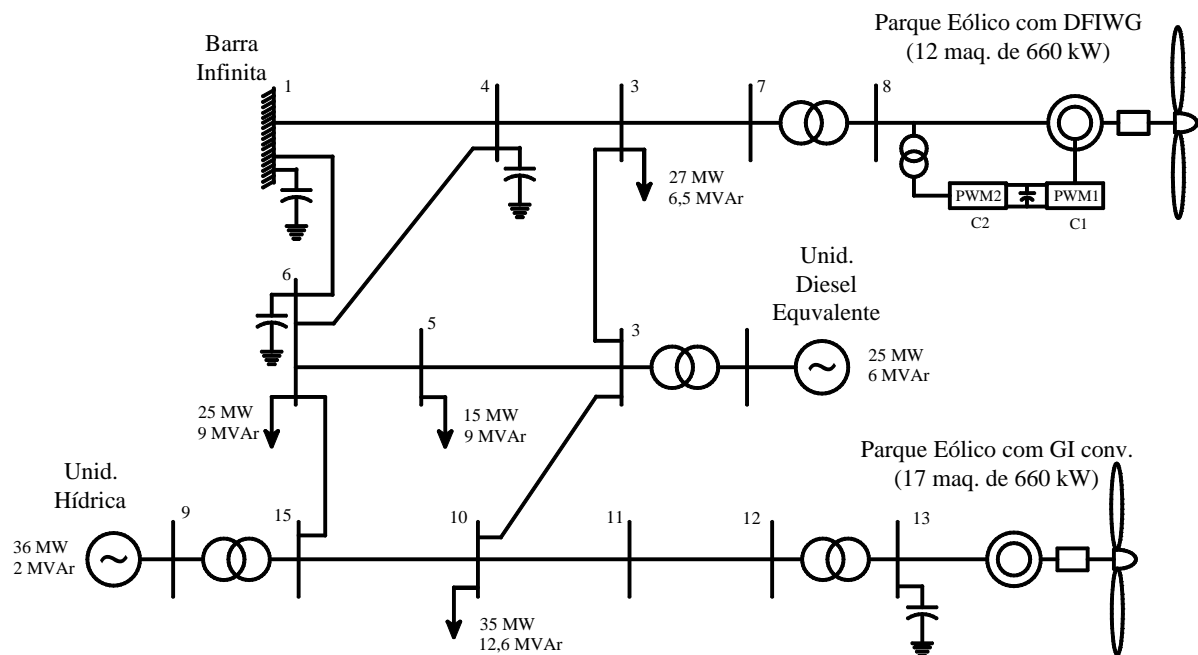 Barra
Infinita
1
4
3
7
8
Parque Eólico com DFIWG
(12 maq. de 660 kW)
27 MW
6,5 MVAr
PWM2
PWM1
C2
C1
6
5
3
Unid.
Diesel
Equvalente
25 MW
6 MVAr
25 MW
9 MVAr
15 MW
9 MVAr
Parque Eólico com GI conv.
(17 maq. de 660 kW)
Unid.
Hídrica
9
15
10
11
12
13
36 MW
2 MVAr
~
~
35 MW
12,6 MVAr